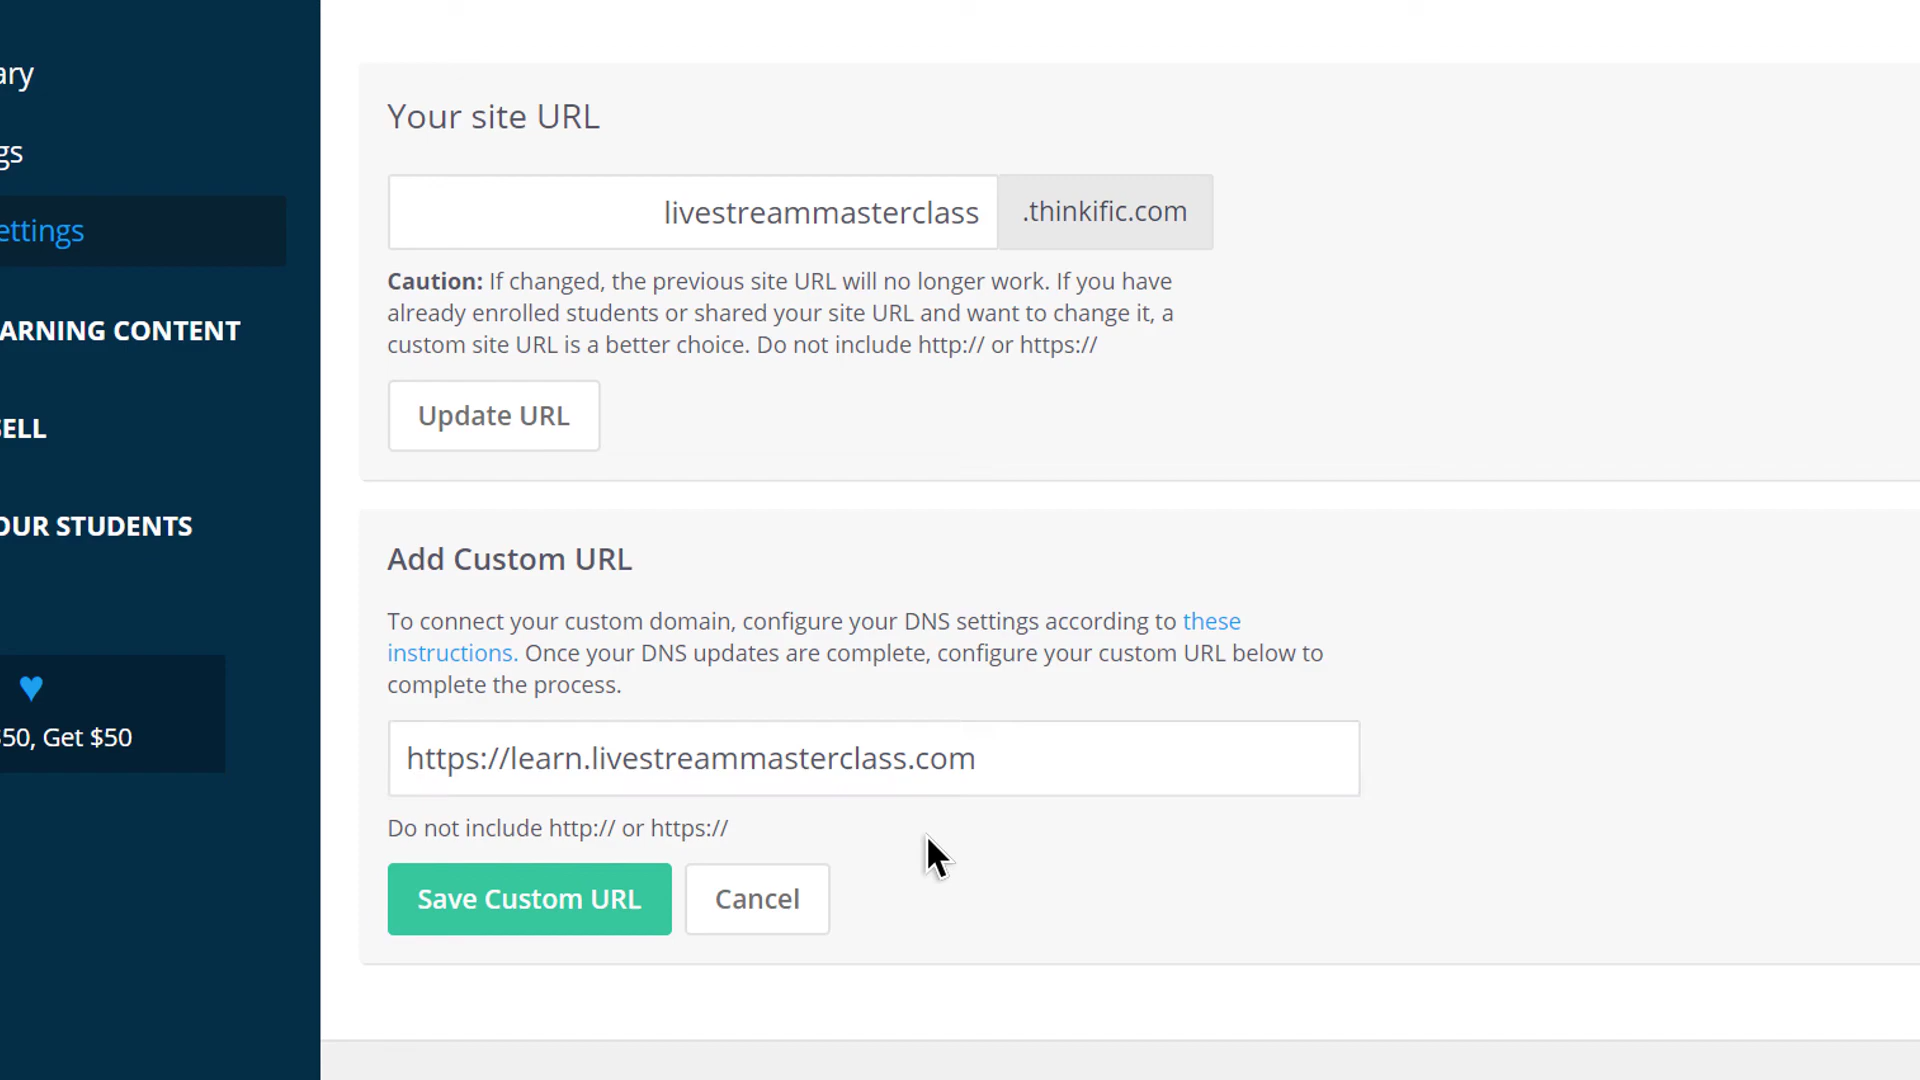 ary
gs
ettings
ARNING CONTENT
SELL
OUR STUDENTS
$50, Get $50
Your site URL
livestreammasterclass .thinkific.com
Caution: If changed, the previous site URL will no longer work. If you have
already enrolled students or shared your site URL and want to change it, a
custom site URL is a better choice. Do not include http:// or https://
Update URL
Add Custom URL
To connect your custom domain, configure your DNS settings according to these
instructions. Once your DNS updates are complete, configure your custom URL below to
complete the process.
https://learn.livestreammasterclass.com
Do not include http:// or https://
Save Custom URL Cancel